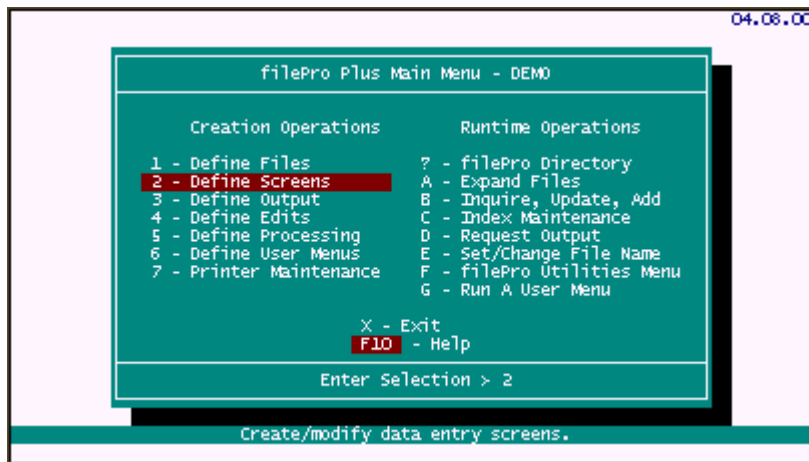 04.08.00
filePro Plus Main Menu - DEMO
Creation Operations
1 - Define Files
2 - Define Screens
3 - Define Output
4 - Define Edits
5 - Define Processing
6 - Define User Menus
7 - Printer Maintenance
Runtime Operations
? - filePro Directory
A - Expand Files
B - Inquire, Update, Add
C - Index Maintenance
D - Request Output
E - Set/Change File Name
F - filePro Utilities Menu
G - Run A User Menu
X - Exit
F10 - Help
Enter Selection > 2
Create/modify data entry screens.